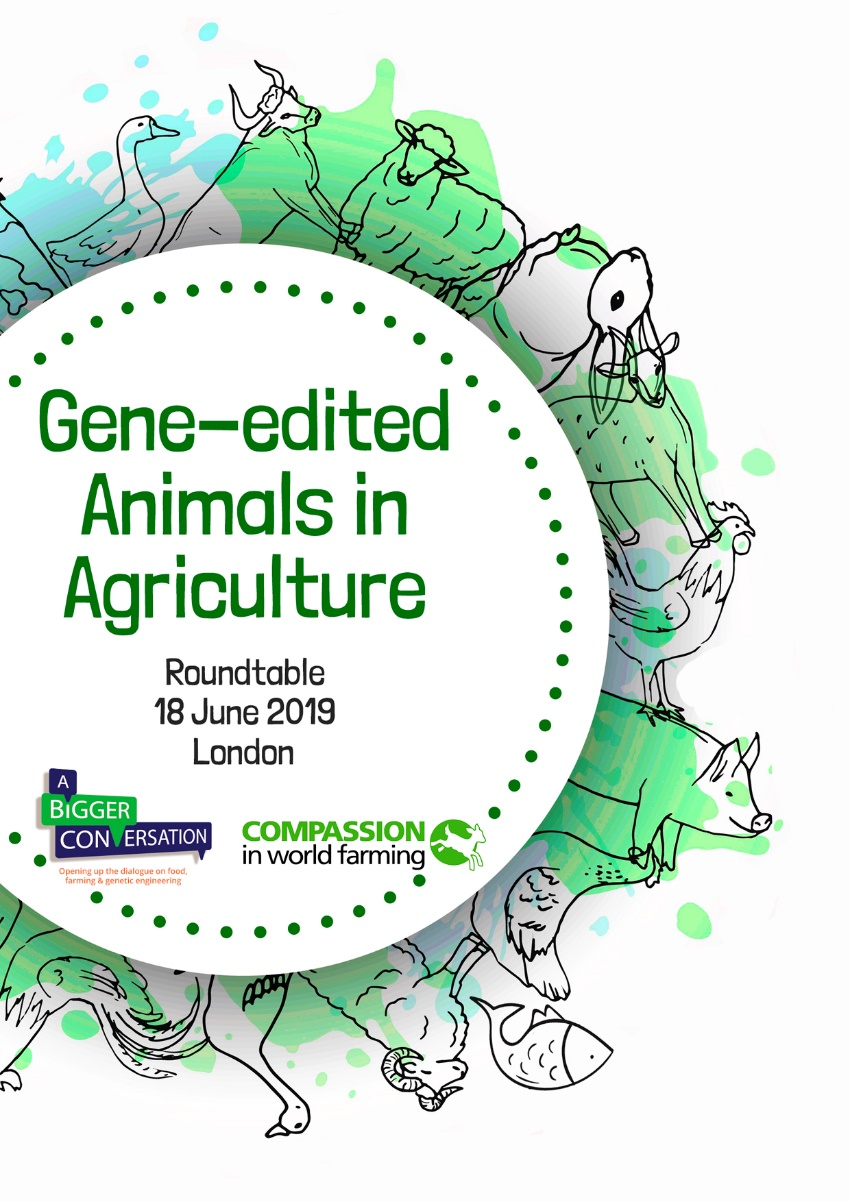 Gene-edited
Animals in
Agriculture
Roundtable
18 June 2019
London
A
BiGGER
CONVERSATION
Opening up the dialogue on food,
farming & genetic engineering
COMPASSION
in world farming